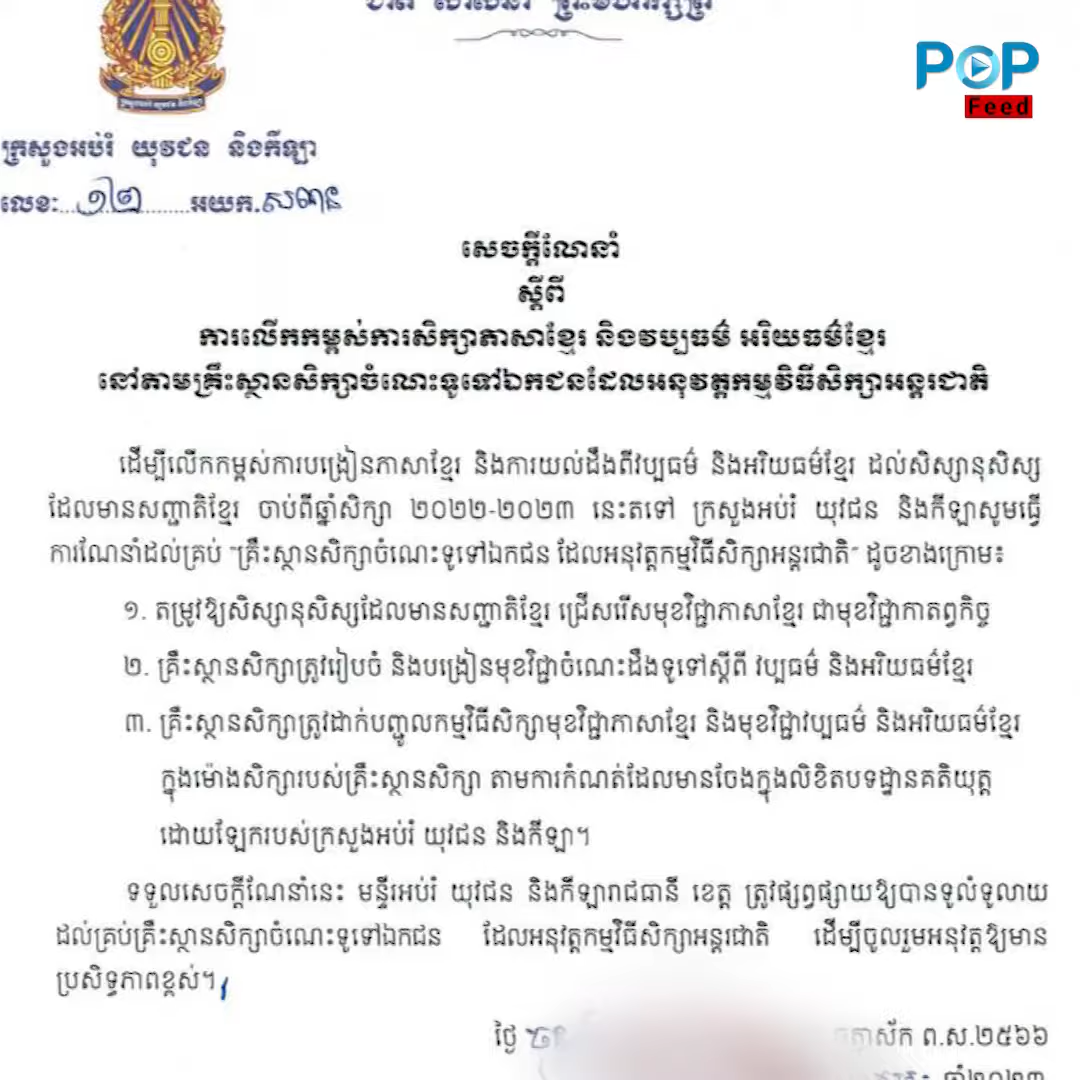 ជាតិ សាសនា ព្រះមហាក្សត្រ
POP
Feed
ក្រសួងអប់រំ យុវជន និងកីឡា
លេខៈ.....១២.....អយក.សណន
សេចក្តីណែនាំ
ស្តីពី
ការលើកកម្ពស់ការសិក្សាភាសាខ្មែរ និងវប្បធម៌ អរិយធម៌ខ្មែរ
នៅតាមគ្រឹះស្ថានសិក្សាចំណេះទូទៅឯកជនដែលអនុវត្តកម្មវិធីសិក្សាអន្តរជាតិ
ដើម្បីលើកកម្ពស់ការបង្រៀនភាសាខ្មែរ និងការយល់ដឹងពីវប្បធម៌ និងអរិយធម៌ខ្មែរ ដល់សិស្សានុសិស្ស
ដែលមានសញ្ជាតិខ្មែរ ចាប់ពីឆ្នាំសិក្សា ២០២២-២០២៣ នេះតទៅ ក្រសួងអប់រំ យុវជន និងកីឡាសូមធ្វើ
ការណែនាំដល់គ្រប់ "គ្រឹះស្ថានសិក្សាចំណេះទូទៅឯកជន ដែលអនុវត្តកម្មវិធីសិក្សាអន្តរជាតិ" ដូចខាងក្រោម៖
១. តម្រូវឱ្យសិស្សានុសិស្សដែលមានសញ្ជាតិខ្មែរ ជ្រើសរើសមុខវិជ្ជាភាសាខ្មែរ ជាមុខវិជ្ជាកាតព្វកិច្ច
២. គ្រឹះស្ថានសិក្សាត្រូវរៀបចំ និងបង្រៀនមុខវិជ្ជាចំណេះដឹងទូទៅស្តីពី វប្បធម៌ និងអរិយធម៌ខ្មែរ
៣. គ្រឹះស្ថានសិក្សាត្រូវដាក់បញ្ចូលកម្មវិធីសិក្សាមុខវិជ្ជាភាសាខ្មែរ និងមុខវិជ្ជាវប្បធម៌ និងអរិយធម៌ខ្មែរ
ក្នុងម៉ោងសិក្សារបស់គ្រឹះស្ថានសិក្សា តាមការកំណត់ដែលមានចែងក្នុងលិខិតបទដ្ឋានគតិយុត្ត
ដោយឡែករបស់ក្រសួងអប់រំ យុវជន និងកីឡា។
ទទួលសេចក្តីណែនាំនេះ មន្ទីរអប់រំ យុវជន និងកីឡារាជធានី ខេត្ត ត្រូវផ្សព្វផ្សាយឱ្យបានទូលំទូលាយ
ដល់គ្រប់គ្រឹះស្ថានសិក្សាចំណេះទូទៅឯកជន ដែលអនុវត្តកម្មវិធីសិក្សាអន្តរជាតិ ដើម្បីចូលរួមអនុវត្តឱ្យមាន
ប្រសិទ្ធភាពខ្ពស់។
ថ្ងៃ ចត្វាស័ក ព.ស.២៥៦៦
ឆ្នាំ២០២៣